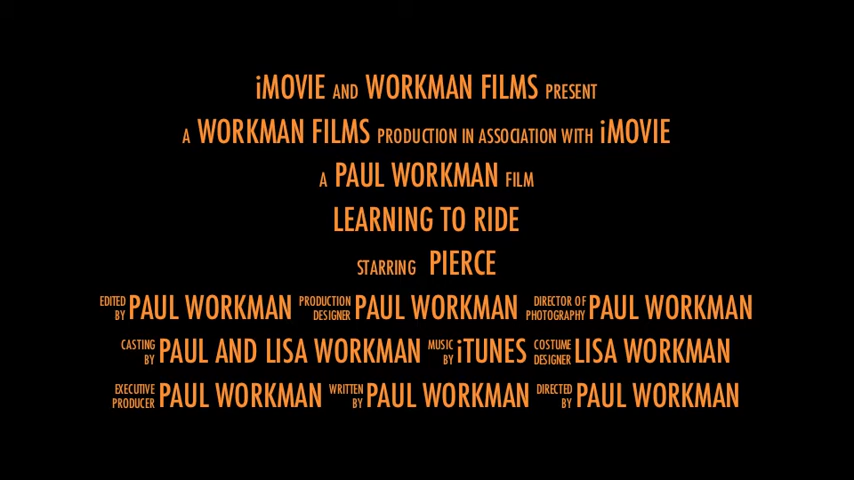 iMOVIE AND WORKMAN FILMS PRESENT
A WORKMAN FILMS PRODUCTION IN ASSOCIATION WITH iMOVIE
A PAUL WORKMAN FILM
LEARNING TO RIDE
STARRING PIERCE
EDITED BY PAUL WORKMAN PRODUCTION DESIGNER PAUL WORKMAN DIRECTOR OF PHOTOGRAPHY PAUL WORKMAN
CASTING BY PAUL AND LISA WORKMAN MUSIC BY iTUNES COSTUME DESIGNER LISA WORKMAN
EXECUTIVE PRODUCER PAUL WORKMAN WRITTEN BY PAUL WORKMAN DIRECTED BY PAUL WORKMAN